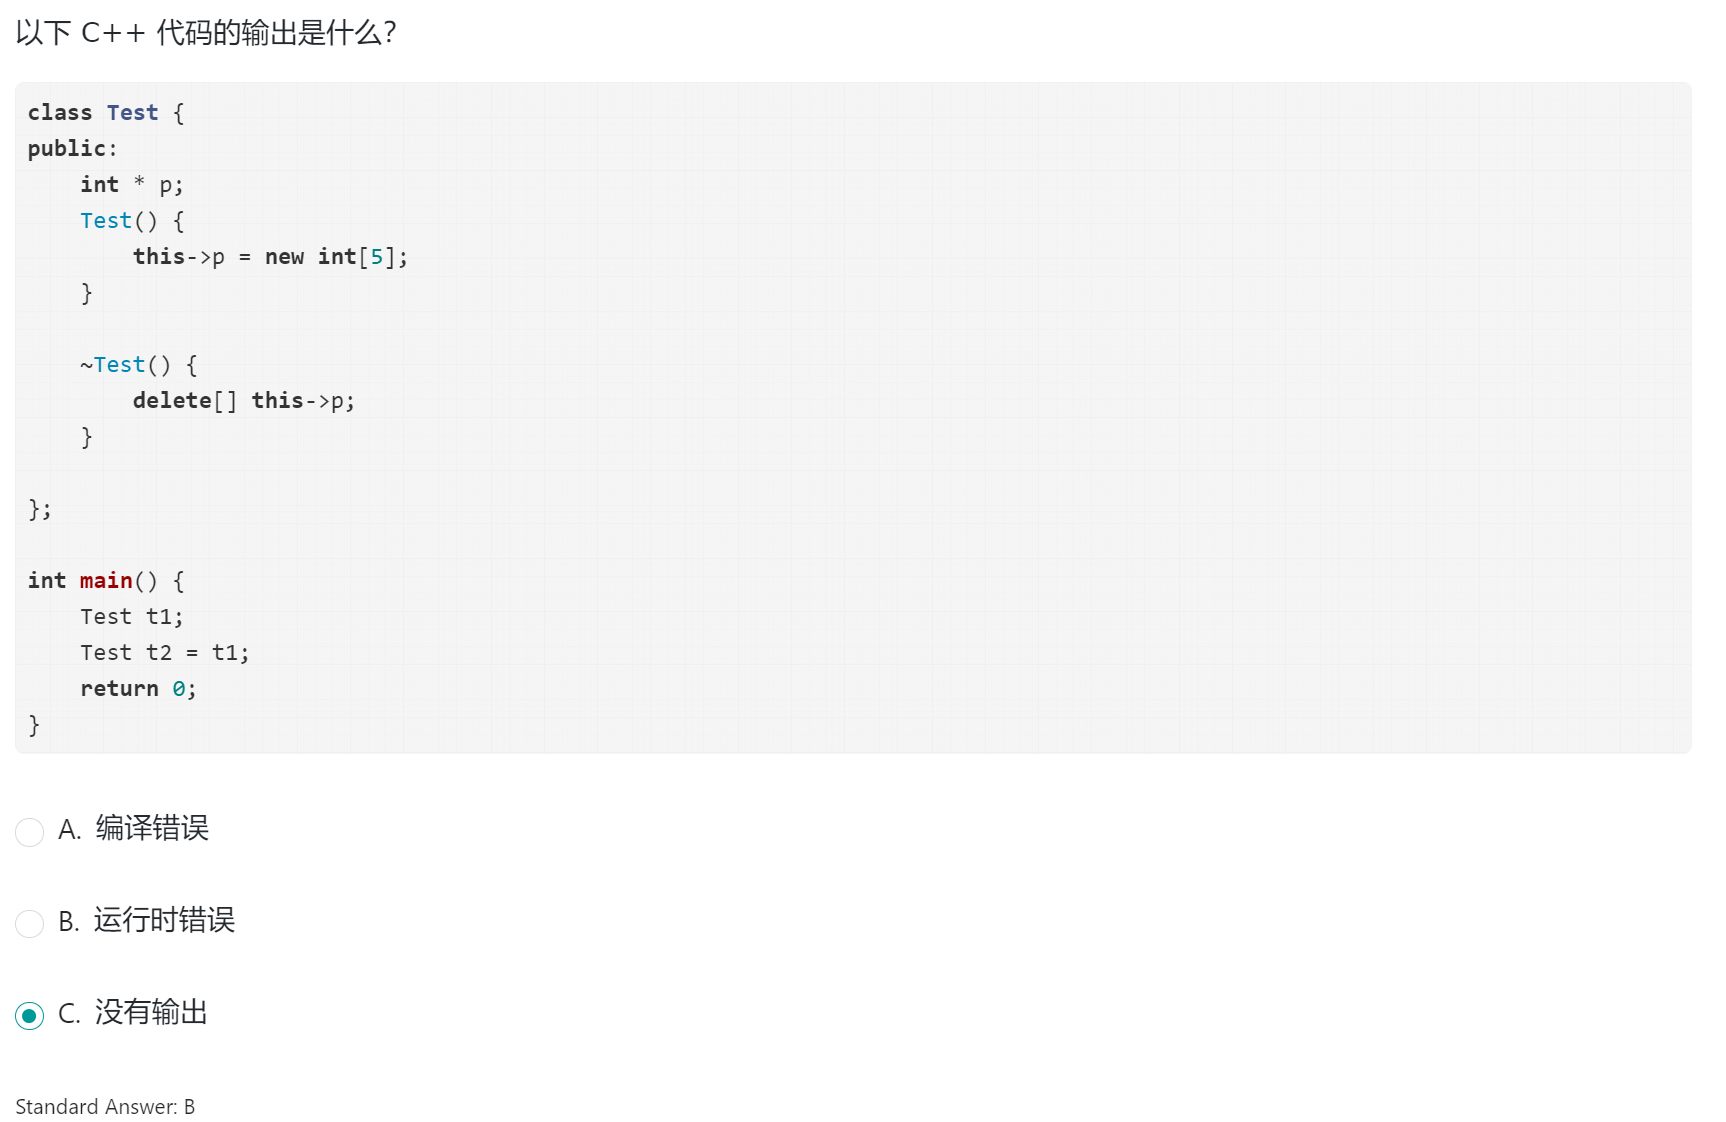 以下 C++ 代码的输出是什么?
class Test {
public:
    int * p;
    Test() {
        this->p = new int[5];
    }
    ~Test() {
        delete[] this->p;
    }
};
int main() {
    Test t1;
    Test t2 = t1;
    return 0;
}
A. 编译错误
B. 运行时错误
C. 没有输出
Standard Answer: B